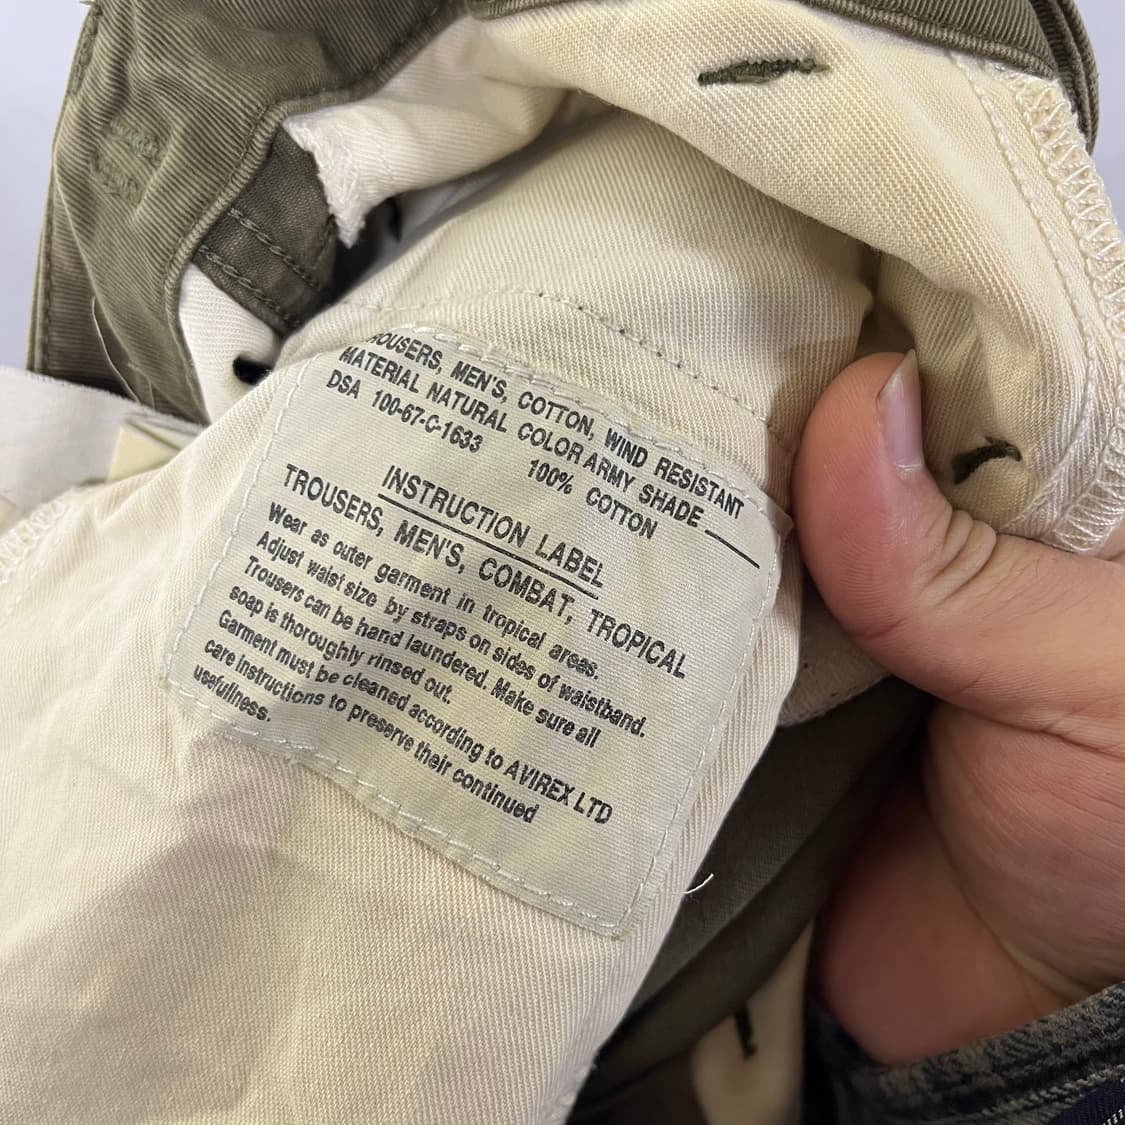 ROUSERS, MEN'S, COTTON, WIND RESISTANT
MATERIAL NATURAL COLOR ARMY SHADE
DSA 100-67-C-1633 100% COTTON
INSTRUCTION LABEL
TROUSERS, MEN'S, COMBAT, TROPICAL
Wear as outer garment in tropical areas.
Adjust waist size by straps on sides of waistband.
Trousers can be hand laundered. Make sure all
soap is thoroughly rinsed out.
Garment must be cleaned according to AVIREX LTD
care instructions to preserve their continued
usefullness.